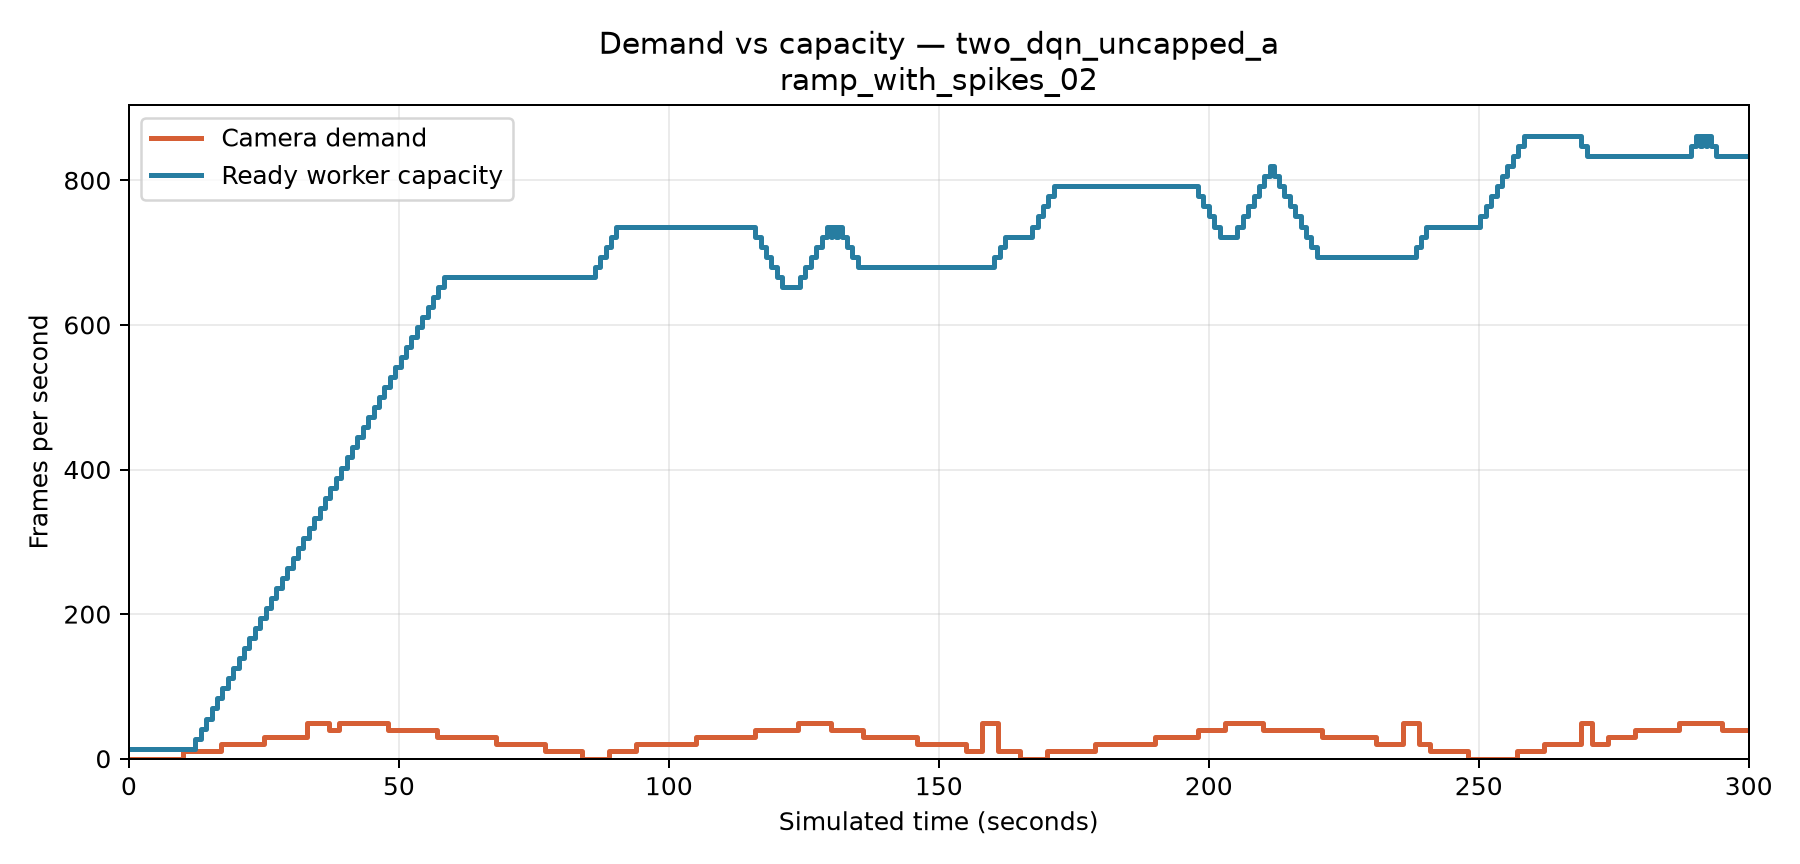 Demand vs capacity — two_dqn_uncapped_a
ramp_with_spikes_02
Camera demand
Ready worker capacity
Frames per second
800
600
400
200
0
0 50 100 150 200 250 300
Simulated time (seconds)